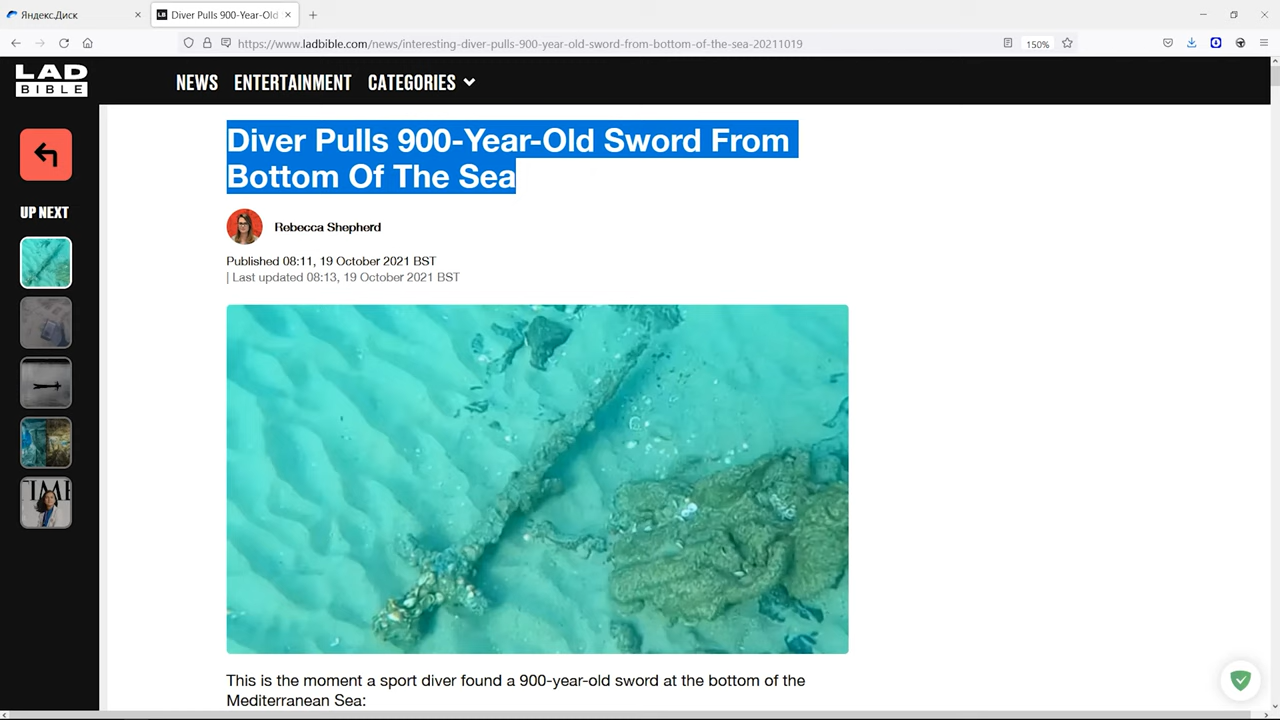 Яндекс.Диск
Diver Pulls 900-Year-Old
https://www.ladbible.com/news/interesting-diver-pulls-900-year-old-sword-from-bottom-of-the-sea-20211019
150%
LAD
BIBLE
NEWS
ENTERTAINMENT
CATEGORIES
UP NEXT
Diver Pulls 900-Year-Old Sword From
Bottom Of The Sea
Rebecca Shepherd
Published 08:11, 19 October 2021 BST
| Last updated 08:13, 19 October 2021 BST
TIME
This is the moment a sport diver found a 900-year-old sword at the bottom of the
Mediterranean Sea: